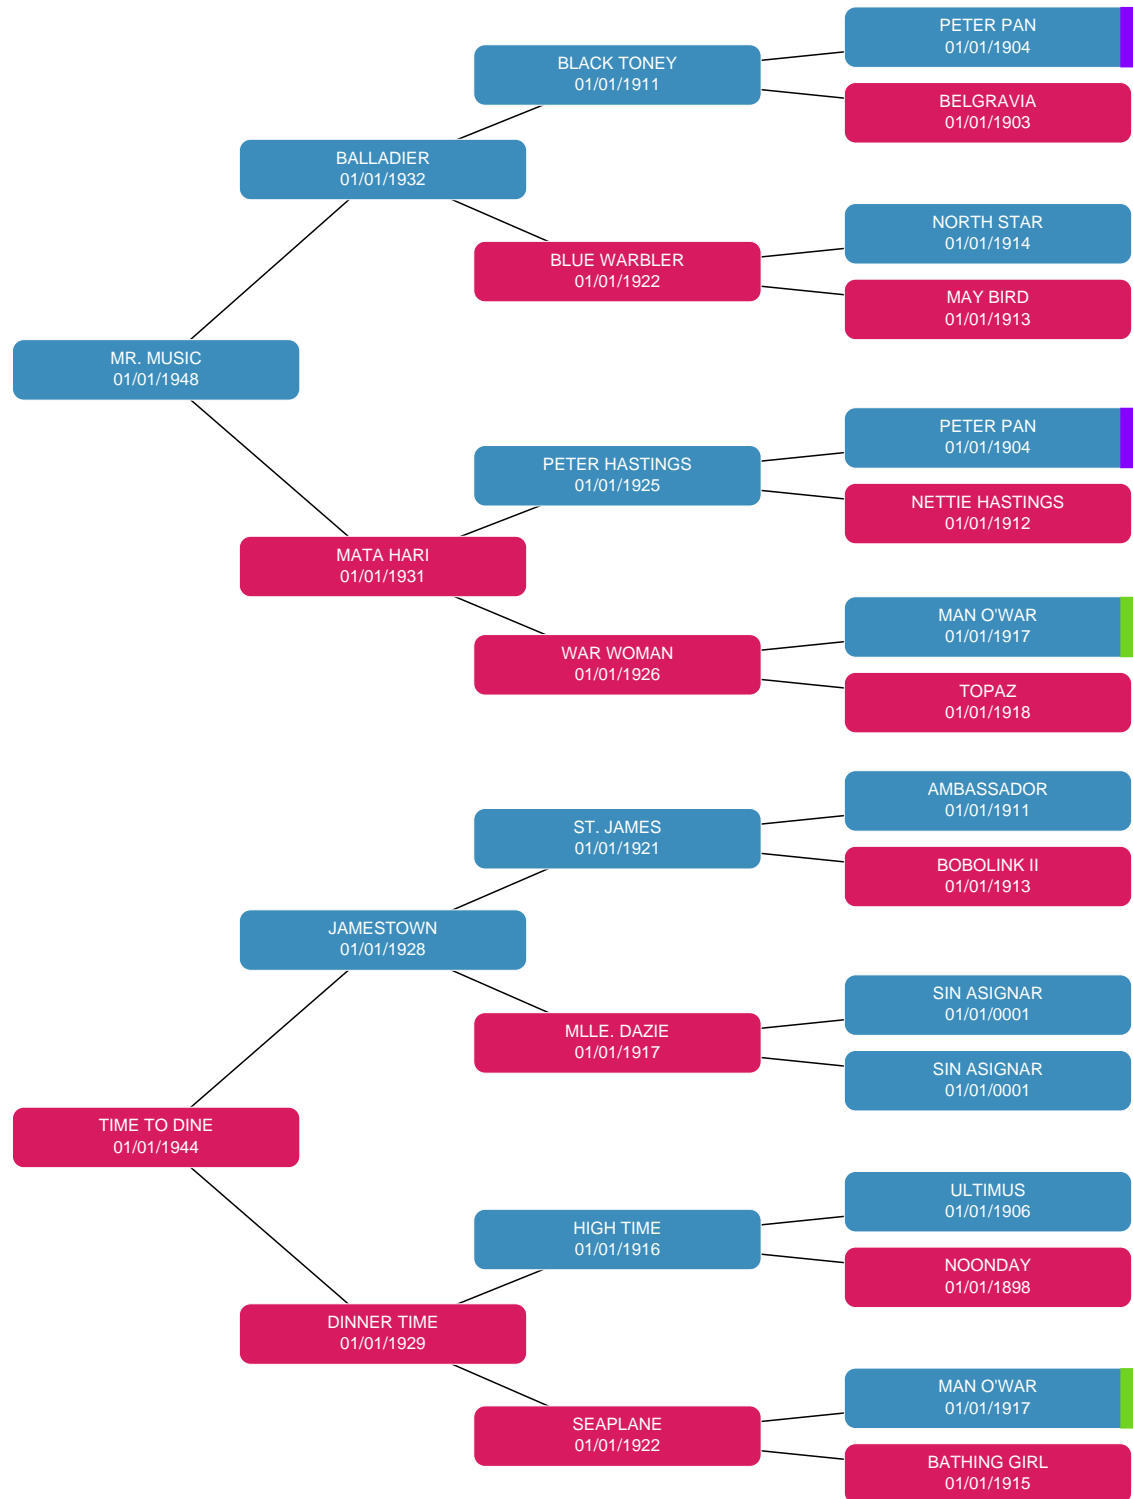 PETER PAN
01/01/1904
BLACK TONEY
01/01/1911
BELGRAVIA
01/01/1903
BALLADIER
01/01/1932
NORTH STAR
01/01/1914
BLUE WARBLER
01/01/1922
MAY BIRD
01/01/1913
MR. MUSIC
01/01/1948
PETER PAN
01/01/1904
PETER HASTINGS
01/01/1925
NETTIE HASTINGS
01/01/1912
MATA HARI
01/01/1931
MAN O'WAR
01/01/1917
WAR WOMAN
01/01/1926
TOPAZ
01/01/1918
AMBASSADOR
01/01/1911
ST. JAMES
01/01/1921
BOBOLINK II
01/01/1913
JAMESTOWN
01/01/1928
SIN ASIGNAR
01/01/0001
MLLE. DAZIE
01/01/1917
SIN ASIGNAR
01/01/0001
TIME TO DINE
01/01/1944
ULTIMUS
01/01/1906
HIGH TIME
01/01/1916
NOONDAY
01/01/1898
DINNER TIME
01/01/1929
MAN O'WAR
01/01/1917
SEAPLANE
01/01/1922
BATHING GIRL
01/01/1915